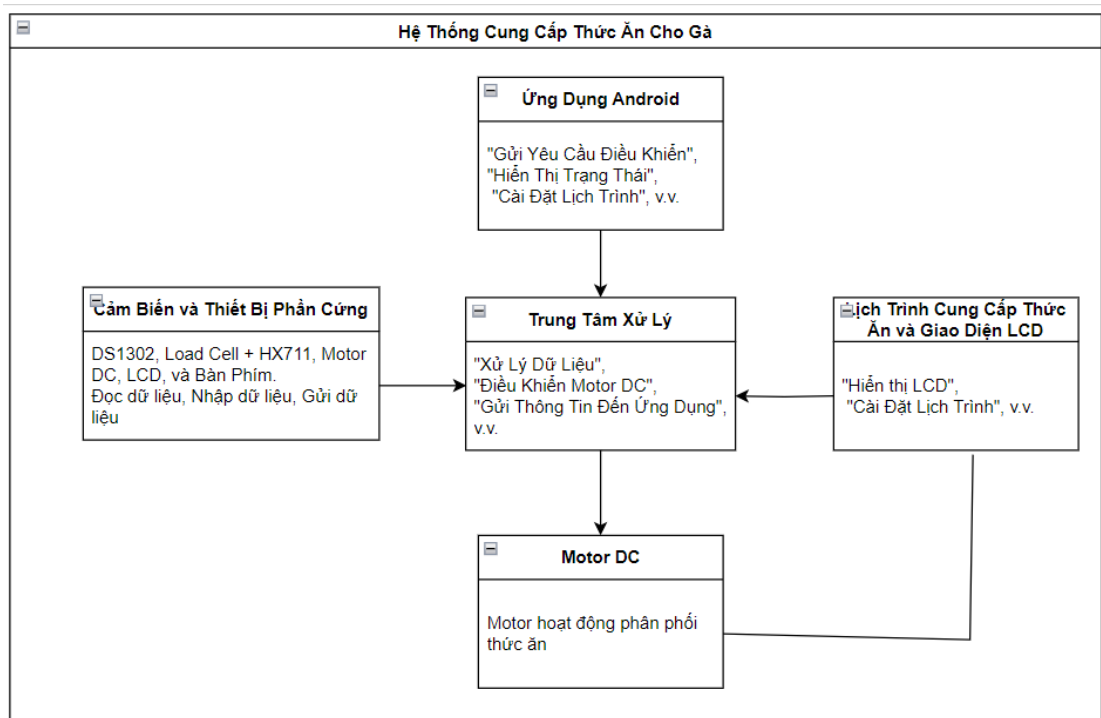 Hệ Thống Cung Cấp Thức Ăn Cho Gà
Ứng Dụng Android
"Gửi Yêu Cầu Điều Khiển",
"Hiển Thị Trạng Thái",
"Cài Đặt Lịch Trình", v.v.
Cảm Biến và Thiết Bị Phần Cứng
DS1302, Load Cell + HX711, Motor
DC, LCD, và Bàn Phím.
Đọc dữ liệu, Nhập dữ liệu, Gửi dữ
liệu
Trung Tâm Xử Lý
"Xử Lý Dữ Liệu",
"Điều Khiển Motor DC",
"Gửi Thông Tin Đến Ứng Dụng",
v.v.
Lịch Trình Cung Cấp Thức
Ăn và Giao Diện LCD
"Hiển thị LCD",
"Cài Đặt Lịch Trình", v.v.
Motor DC
Motor hoạt động phân phối
thức ăn